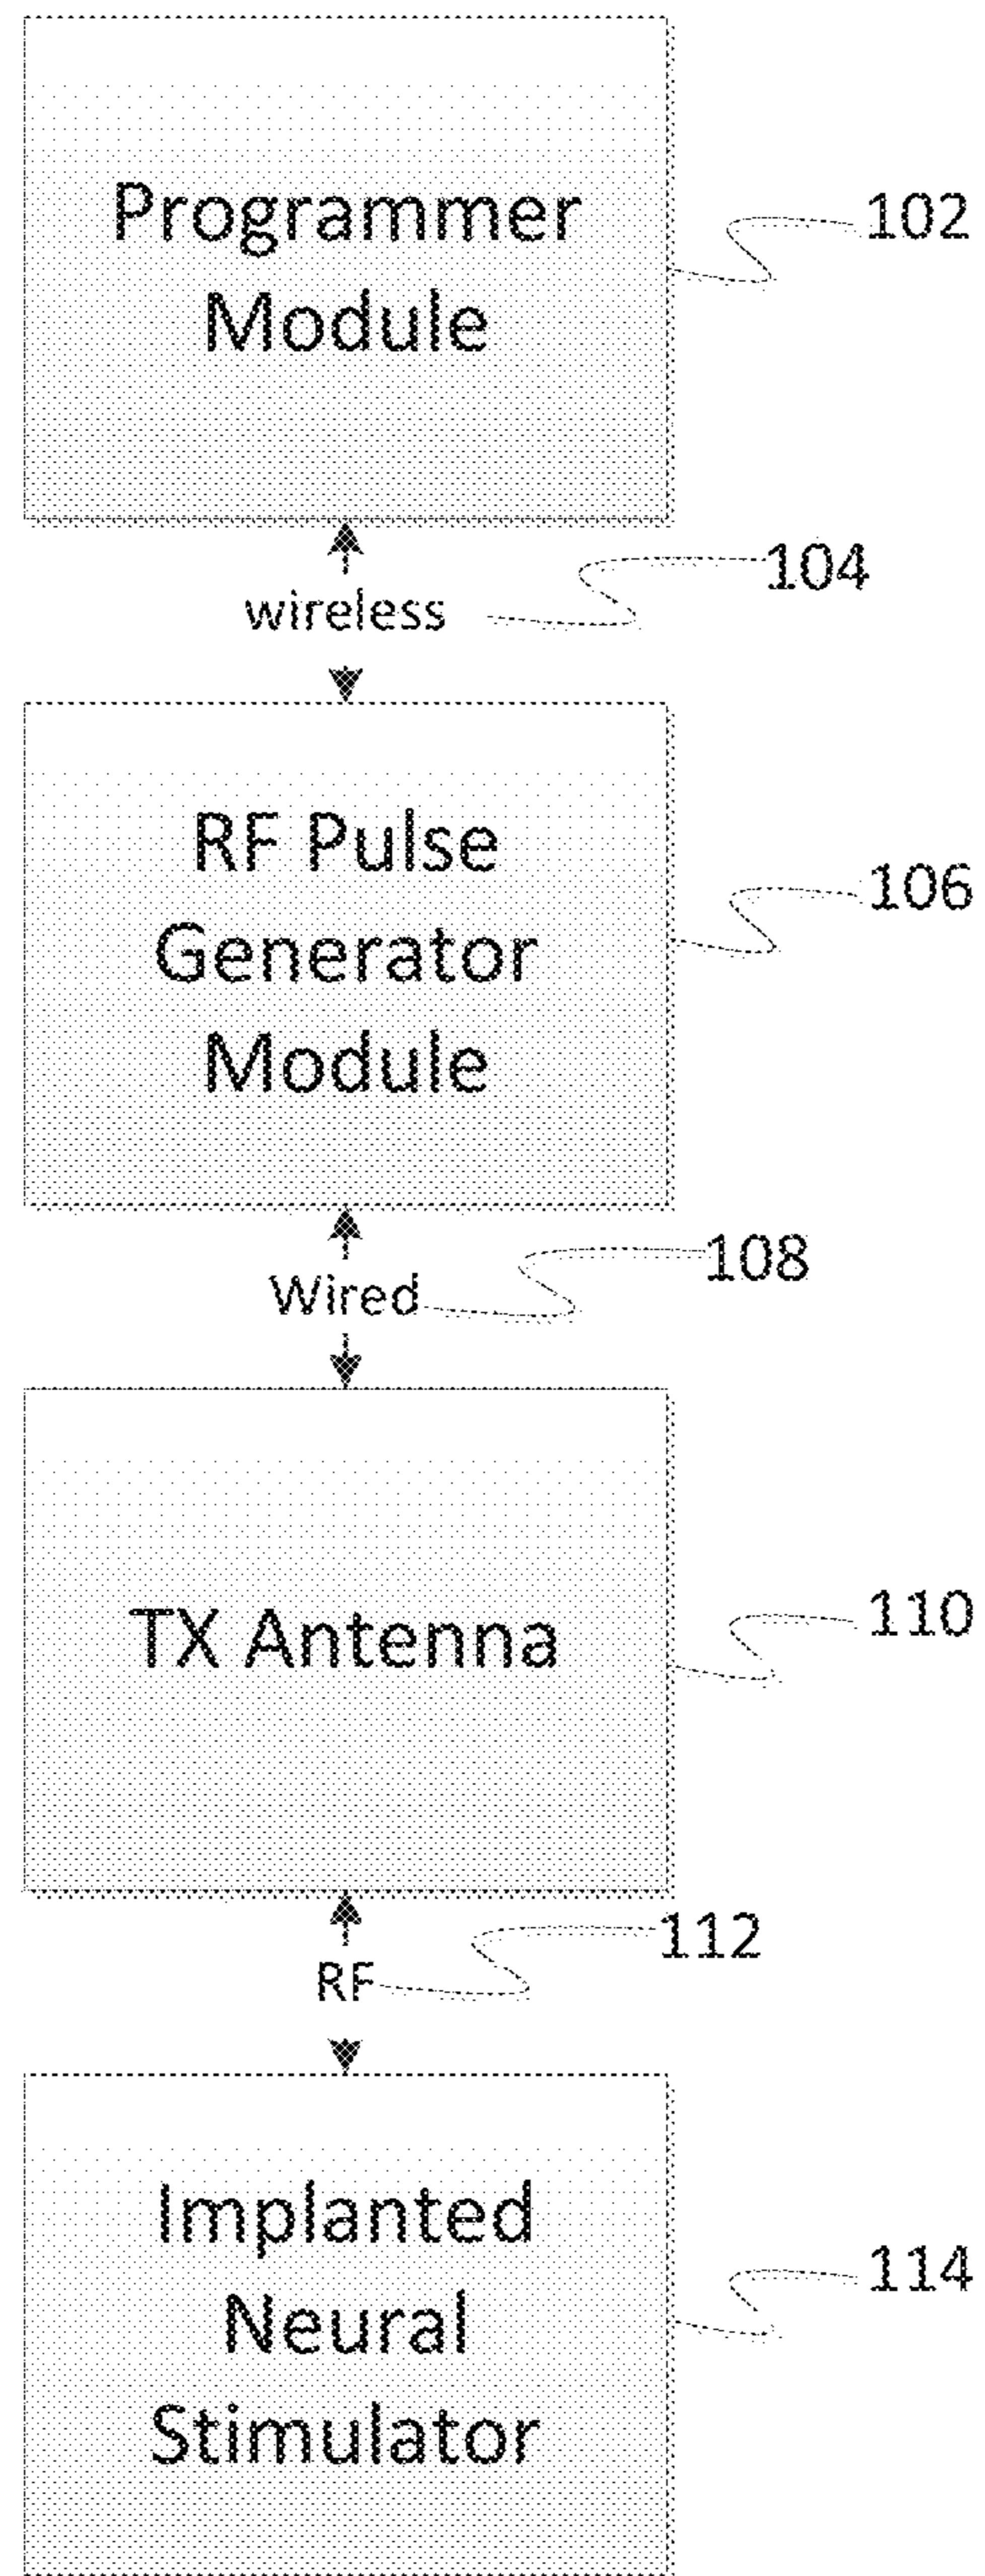 Programmer
Module
102
104
wireless
RF Pulse
Generator
Module
106
108
Wired
TX Antenna
110
112
RF
Implanted
Neural
Stimulator
114